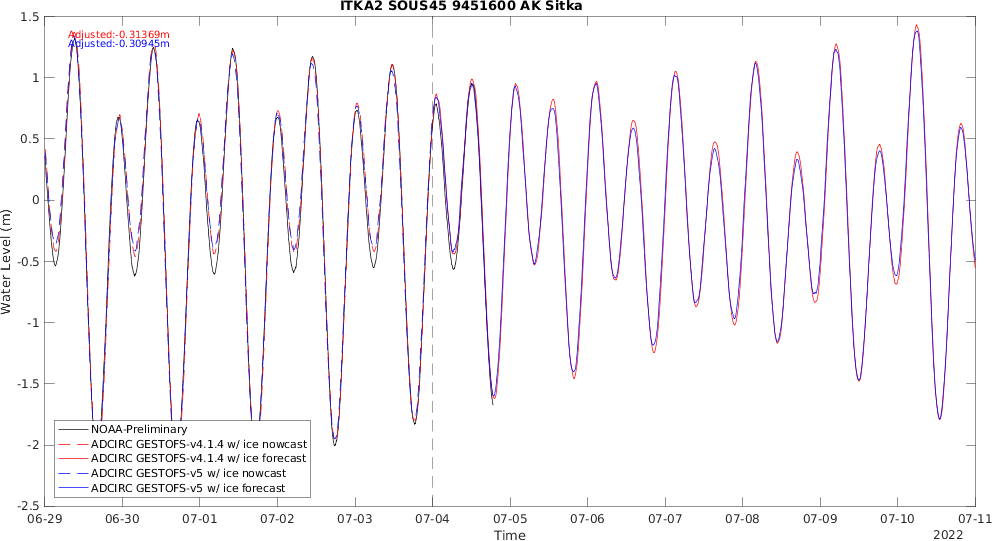 ITKA2 SOUS45 9451600 AK Sitka
Adjusted:-0.31369m
Adjusted:-0.30945m
1.5
1
0.5
0
-0.5
-1
-1.5
-2
-2.5
Water Level (m)
NOAA-Preliminary
ADCIRC GESTOFS-v4.1.4 w/ ice nowcast
ADCIRC GESTOFS-v4.1.4 w/ ice forecast
ADCIRC GESTOFS-v5 w/ ice nowcast
ADCIRC GESTOFS-v5 w/ ice forecast
06-29 06-30 07-01 07-02 07-03 07-04 07-05 07-06 07-07 07-08 07-09 07-10 07-11
Time
2022